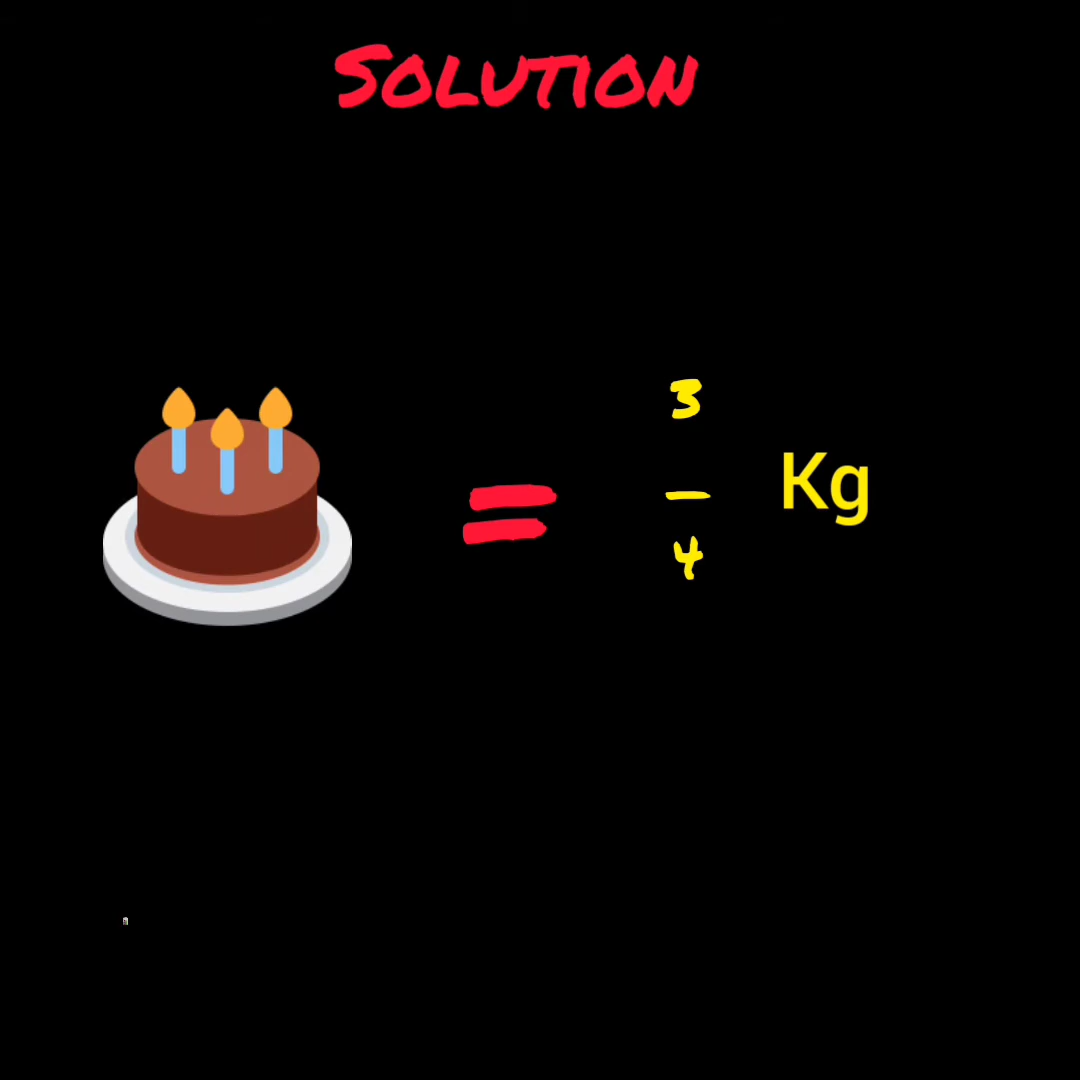 SOLUTION
=
3
—
4
Kg